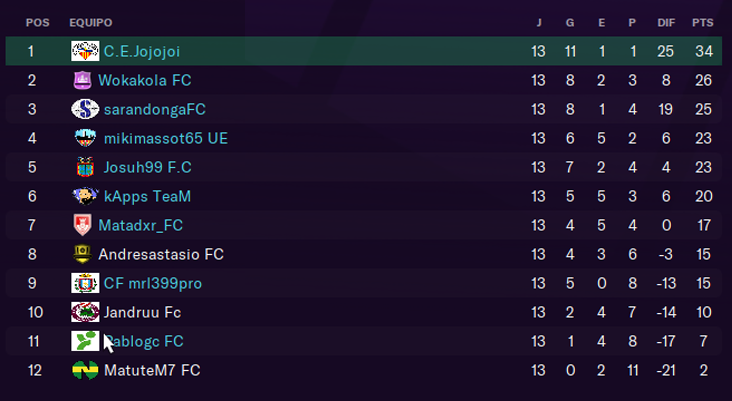 POS EQUIPO J G E P DIF PTS
1 C.E.Jojojoi 13 11 1 1 25 34
2 Wokakola FC 13 8 2 3 8 26
3 sarandongaFC 13 8 1 4 19 25
4 mikimassot65 UE 13 6 5 2 6 23
5 Josuh99 F.C 13 7 2 4 4 23
6 kApps TeaM 13 5 5 3 6 20
7 Matadxr_FC 13 4 5 4 0 17
8 Andresastasio FC 13 4 3 6 -3 15
9 CF mrl399pro 13 5 0 8 -13 15
10 Jandruu Fc 13 2 4 7 -14 10
11 Pablogc FC 13 1 4 8 -17 7
12 MatuteM7 FC 13 0 2 11 -21 2